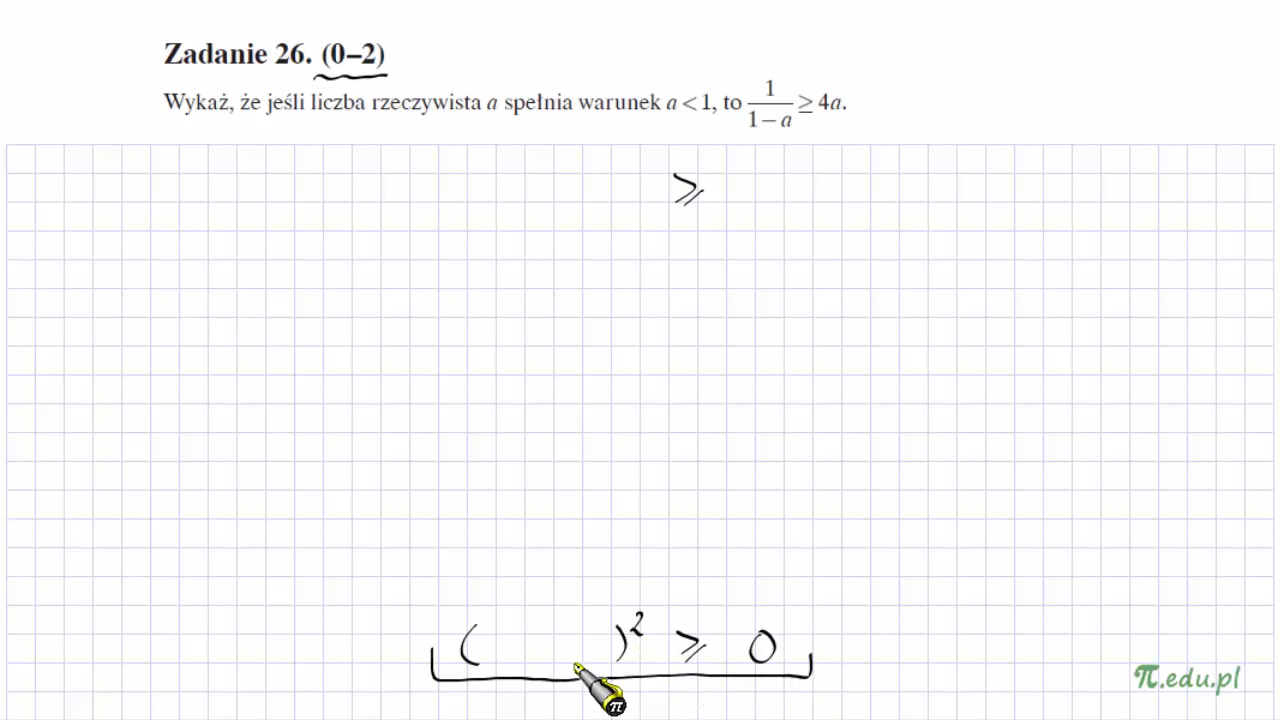 Zadanie 26. (0–2)
Wykaż, że jeśli liczba rzeczywista a spełnia warunek a < 1, to 1/(1−a) ≥ 4a.
⩾
( )² ⩾ 0
π
π.edu.pl